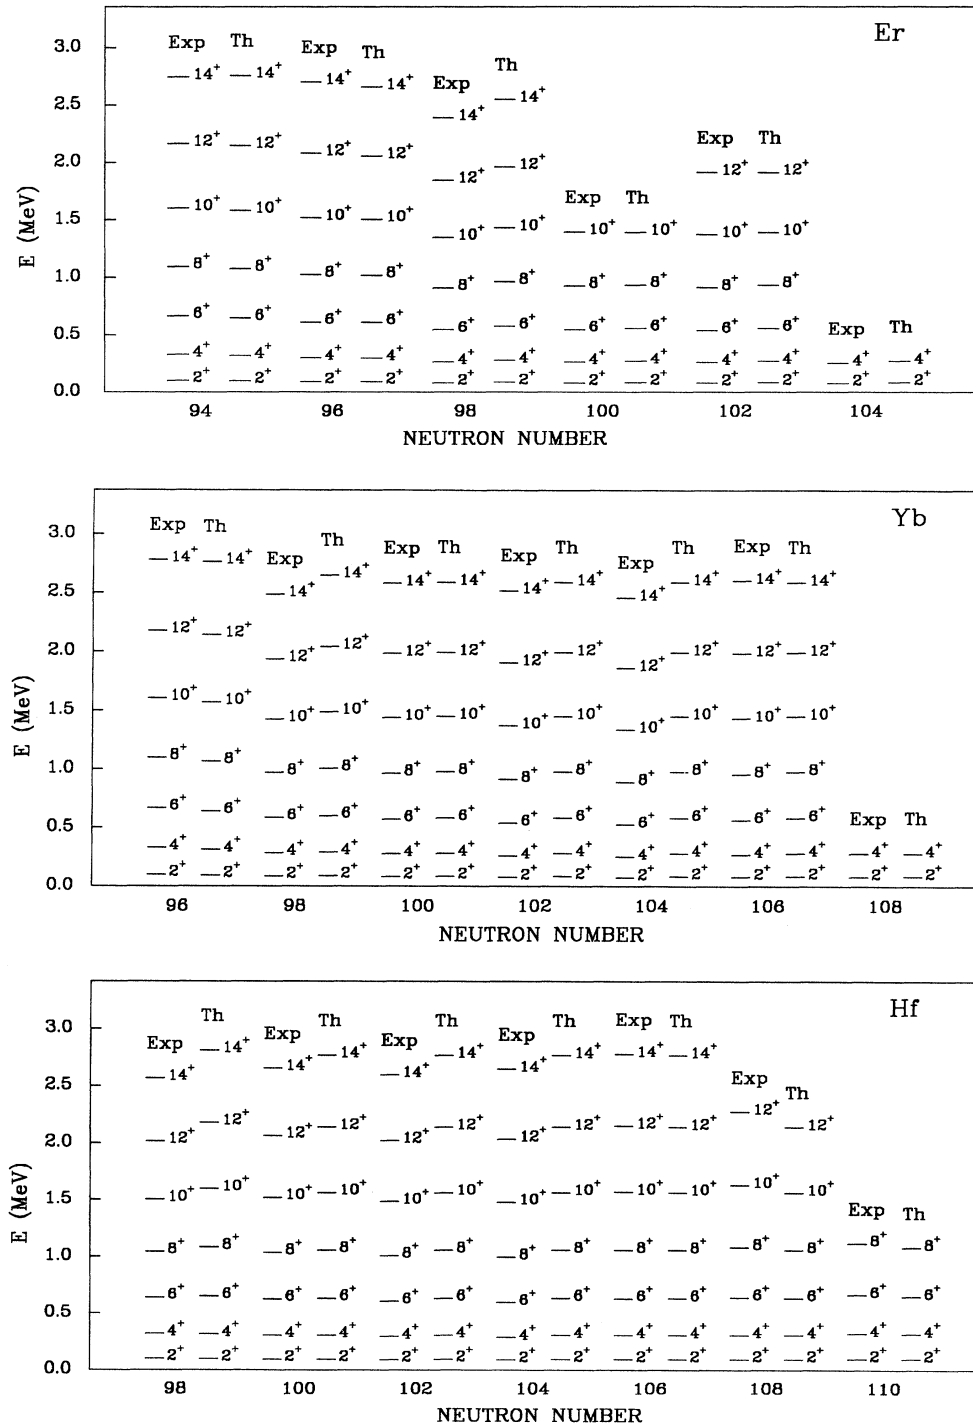 Er
3.0
2.5
2.0
1.5
1.0
0.5
0.0
E (MeV)
Exp Th Exp Th Exp Th Exp Th Exp Th Exp Th
14⁺ 14⁺ 14⁺ 14⁺ 14⁺ 14⁺
12⁺ 12⁺ 12⁺ 12⁺ 12⁺ 12⁺ 12⁺ 12⁺
10⁺ 10⁺ 10⁺ 10⁺ 10⁺ 10⁺ 10⁺ 10⁺ 10⁺ 10⁺
8⁺ 8⁺ 8⁺ 8⁺ 8⁺ 8⁺ 8⁺ 8⁺ 8⁺ 8⁺
6⁺ 6⁺ 6⁺ 6⁺ 6⁺ 6⁺ 6⁺ 6⁺ 6⁺ 6⁺
4⁺ 4⁺ 4⁺ 4⁺ 4⁺ 4⁺ 4⁺ 4⁺ 4⁺ 4⁺ 4⁺ 4⁺
2⁺ 2⁺ 2⁺ 2⁺ 2⁺ 2⁺ 2⁺ 2⁺ 2⁺ 2⁺ 2⁺ 2⁺
94 96 98 100 102 104
NEUTRON NUMBER
Yb
3.0
2.5
2.0
1.5
1.0
0.5
0.0
E (MeV)
Exp Th Exp Th Exp Th Exp Th Exp Th Exp Th Exp Th
14⁺ 14⁺ 14⁺ 14⁺ 14⁺ 14⁺ 14⁺ 14⁺ 14⁺ 14⁺ 14⁺ 14⁺
12⁺ 12⁺ 12⁺ 12⁺ 12⁺ 12⁺ 12⁺ 12⁺ 12⁺ 12⁺ 12⁺ 12⁺
10⁺ 10⁺ 10⁺ 10⁺ 10⁺ 10⁺ 10⁺ 10⁺ 10⁺ 10⁺ 10⁺ 10⁺
8⁺ 8⁺ 8⁺ 8⁺ 8⁺ 8⁺ 8⁺ 8⁺ 8⁺ 8⁺ 8⁺ 8⁺
6⁺ 6⁺ 6⁺ 6⁺ 6⁺ 6⁺ 6⁺ 6⁺ 6⁺ 6⁺ 6⁺ 6⁺
4⁺ 4⁺ 4⁺ 4⁺ 4⁺ 4⁺ 4⁺ 4⁺ 4⁺ 4⁺ 4⁺ 4⁺ 4⁺ 4⁺
2⁺ 2⁺ 2⁺ 2⁺ 2⁺ 2⁺ 2⁺ 2⁺ 2⁺ 2⁺ 2⁺ 2⁺ 2⁺ 2⁺
96 98 100 102 104 106 108
NEUTRON NUMBER
Hf
3.0
2.5
2.0
1.5
1.0
0.5
0.0
E (MeV)
Exp Th Exp Th Exp Th Exp Th Exp Th Exp Th Exp Th
14⁺ 14⁺ 14⁺ 14⁺ 14⁺ 14⁺ 14⁺ 14⁺ 14⁺ 14⁺
12⁺ 12⁺ 12⁺ 12⁺ 12⁺ 12⁺ 12⁺ 12⁺ 12⁺ 12⁺ 12⁺ 12⁺
10⁺ 10⁺ 10⁺ 10⁺ 10⁺ 10⁺ 10⁺ 10⁺ 10⁺ 10⁺ 10⁺ 10⁺
8⁺ 8⁺ 8⁺ 8⁺ 8⁺ 8⁺ 8⁺ 8⁺ 8⁺ 8⁺ 8⁺ 8⁺ 8⁺ 8⁺
6⁺ 6⁺ 6⁺ 6⁺ 6⁺ 6⁺ 6⁺ 6⁺ 6⁺ 6⁺ 6⁺ 6⁺ 6⁺ 6⁺
4⁺ 4⁺ 4⁺ 4⁺ 4⁺ 4⁺ 4⁺ 4⁺ 4⁺ 4⁺ 4⁺ 4⁺ 4⁺ 4⁺
2⁺ 2⁺ 2⁺ 2⁺ 2⁺ 2⁺ 2⁺ 2⁺ 2⁺ 2⁺ 2⁺ 2⁺ 2⁺ 2⁺
98 100 102 104 106 108 110
NEUTRON NUMBER